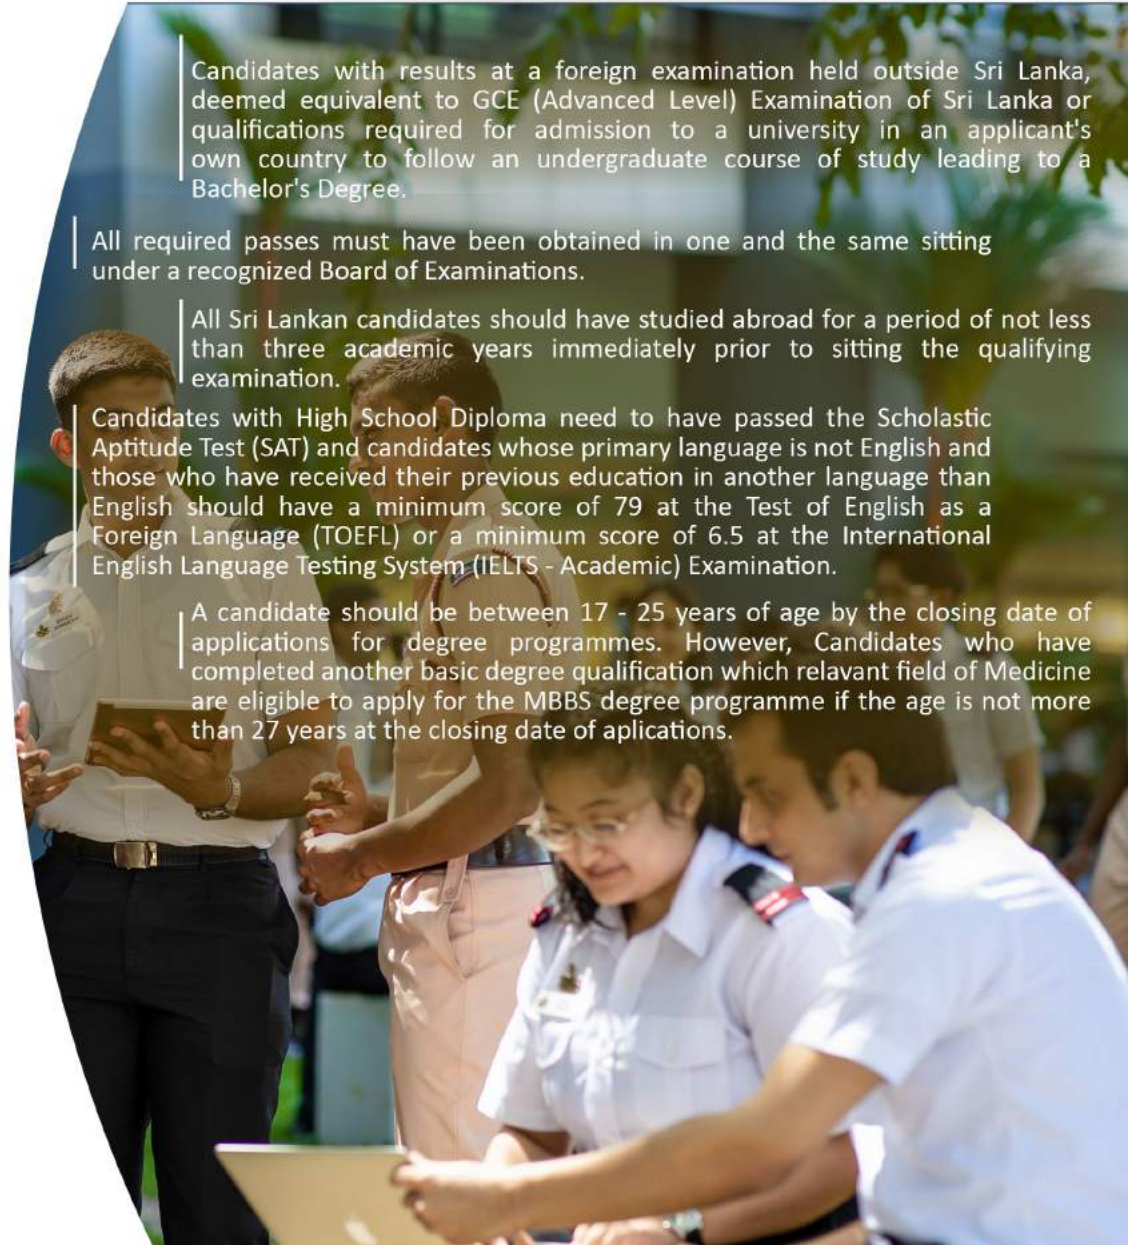 Candidates with results at a foreign examination held outside Sri Lanka,
deemed equivalent to GCE (Advanced Level) Examination of Sri Lanka or
qualifications required for admission to a university in an applicant's
own country to follow an undergraduate course of study leading to a
Bachelor's Degree.
All required passes must have been obtained in one and the same sitting
under a recognized Board of Examinations.
All Sri Lankan candidates should have studied abroad for a period of not less
than three academic years immediately prior to sitting the qualifying
examination.
Candidates with High School Diploma need to have passed the Scholastic
Aptitude Test (SAT) and candidates whose primary language is not English and
those who have received their previous education in another language than
English should have a minimum score of 79 at the Test of English as a
Foreign Language (TOEFL) or a minimum score of 6.5 at the International
English Language Testing System (IELTS - Academic) Examination.
A candidate should be between 17 - 25 years of age by the closing date of
applications for degree programmes. However, Candidates who have
completed another basic degree qualification which relavant field of Medicine
are eligible to apply for the MBBS degree programme if the age is not more
than 27 years at the closing date of aplications.